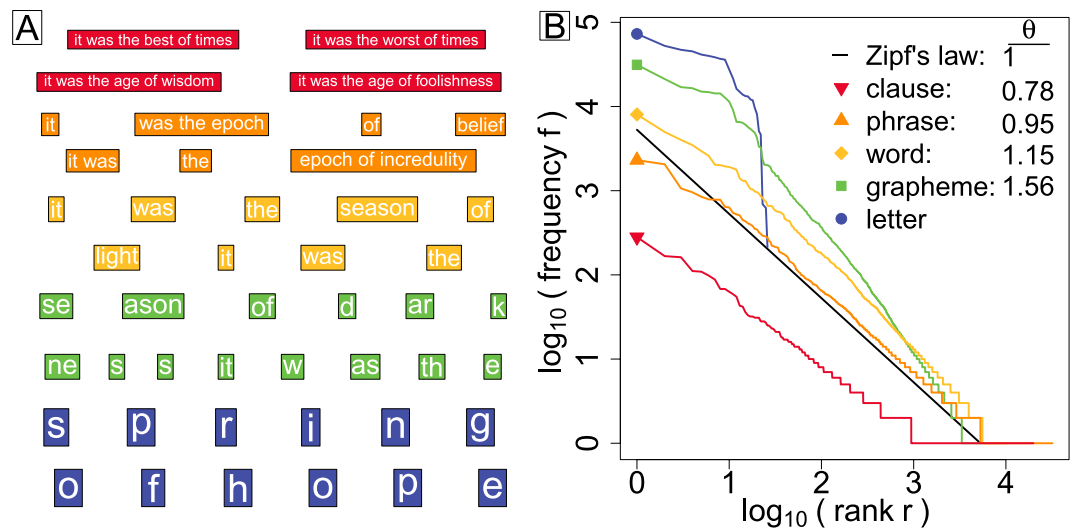 A
it was the best of times it was the worst of times
it was the age of wisdom it was the age of foolishness
it was the epoch of belief
it was the epoch of incredulity
it was the season of
light it was the
se ason of d ar k
ne s s it w as th e
s p r i n g
o f h o p e
B
θ
Zipf's law: 1
clause: 0.78
phrase: 0.95
word: 1.15
grapheme: 1.56
letter
log10 ( frequency f )
5
4
3
2
1
0
0 1 2 3 4
log10 ( rank r )